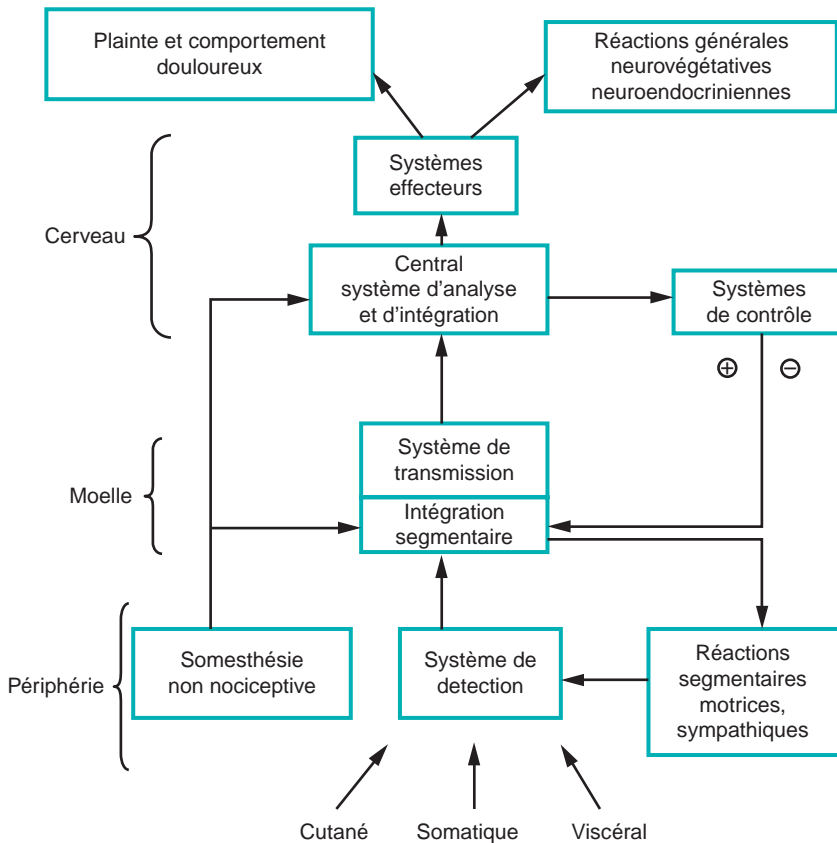 Plainte et comportement
douloureux
Réactions générales
neurovégétatives
neuroendocriniennes
Systèmes
effecteurs
Cerveau
Central
système d'analyse
et d'intégration
Systèmes
de contrôle
+ −
Système de
transmission
Moelle
Intégration
segmentaire
Périphérie
Somesthésie
non nociceptive
Système de
detection
Réactions
segmentaires
motrices,
sympathiques
Cutané
Somatique
Viscéral